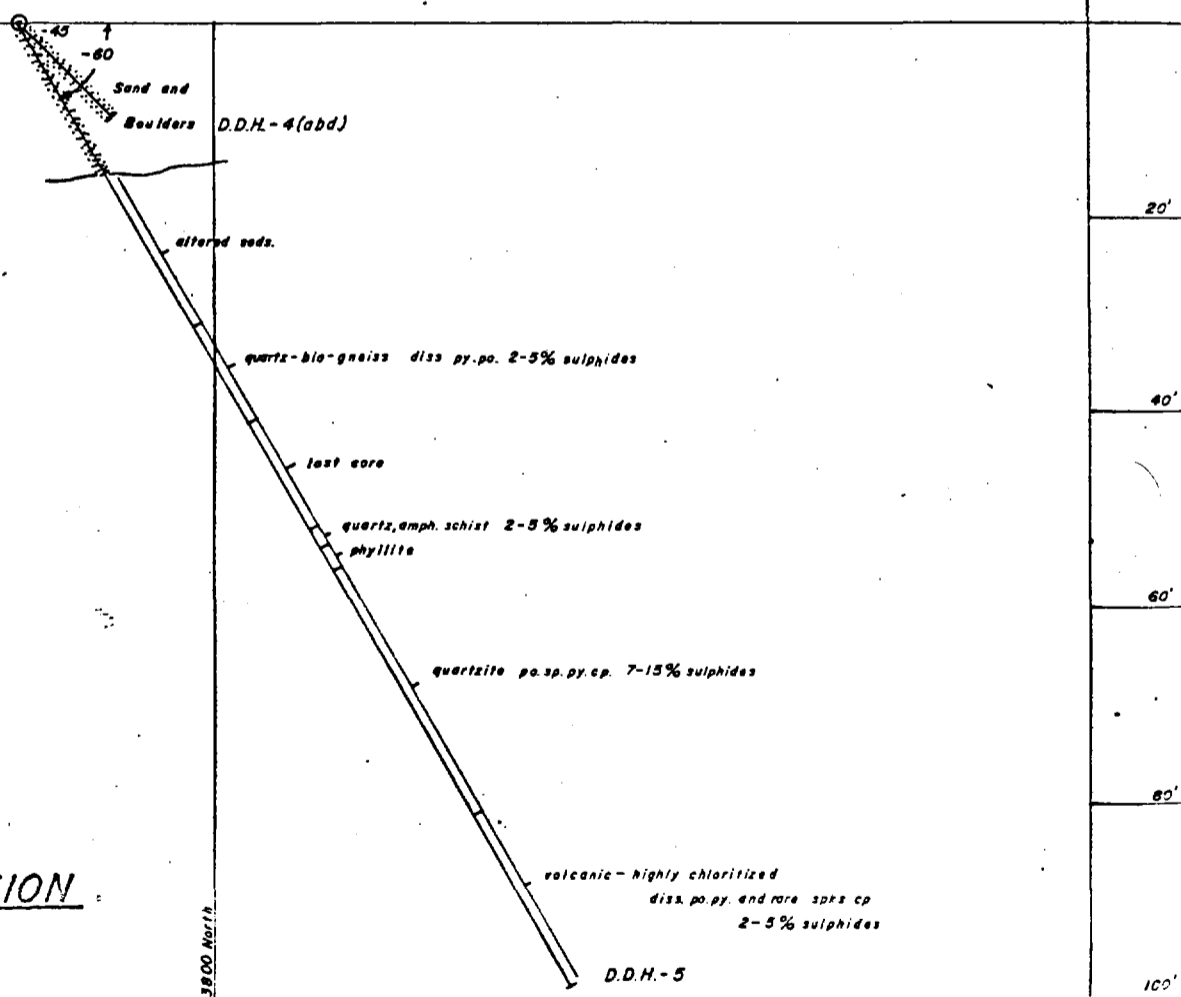 -45
-60
Sand and
Boulders D.D.H.-4(abd)
20'
altered seds.
quartz-bio-gneiss diss py.po. 2-5% sulphides
40'
lost core
quartz, amph. schist 2-5% sulphides
phyllite
60'
quartzite po.sp.py.cp. 7-15% sulphides
80'
volcanic - highly chloritized
diss. po.py. and rare spks cp
2-5% sulphides
3800 North
D.D.H.-5
100'